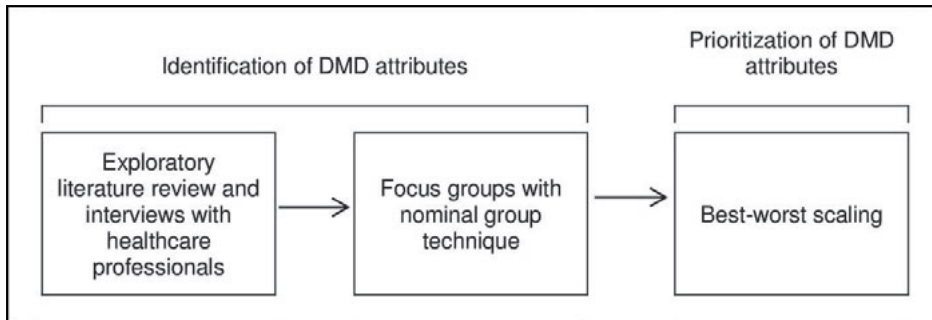 Identification of DMD attributes
Prioritization of DMD
attributes
Exploratory
literature review and
interviews with
healthcare
professionals
Focus groups with
nominal group
technique
Best-worst scaling